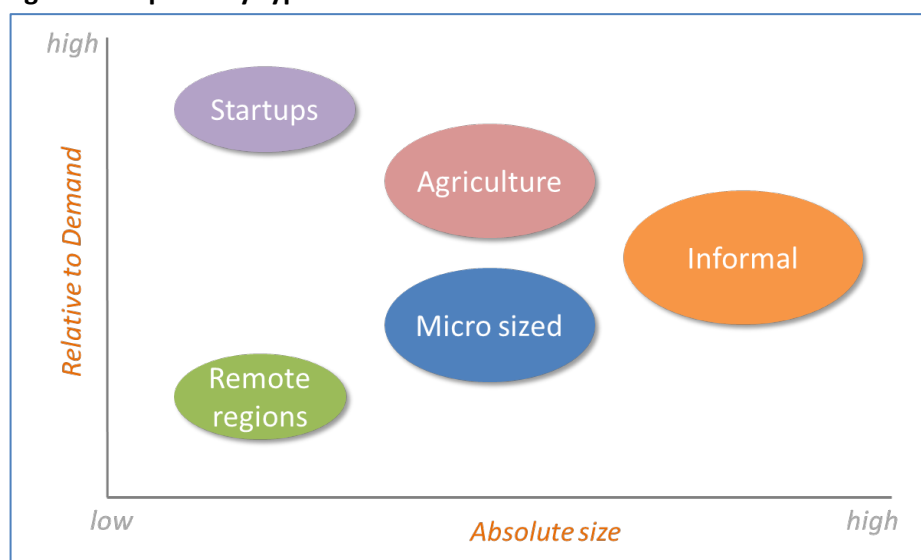 high
Startups
Agriculture
Relative to Demand
Informal
Micro sized
Remote
regions
low
Absolute size
high